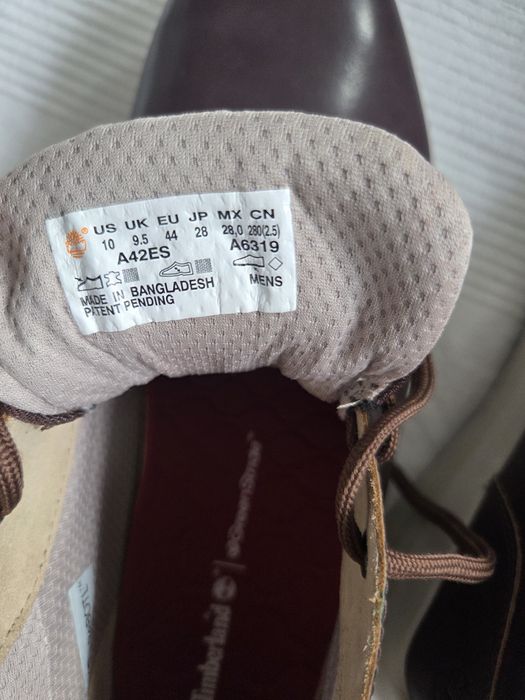 US UK EU JP MX CN
10 9.5 44 28 28.0 280(2.5)
A42ES A6319
MADE IN BANGLADESH MENS
PATENT PENDING
Timberland